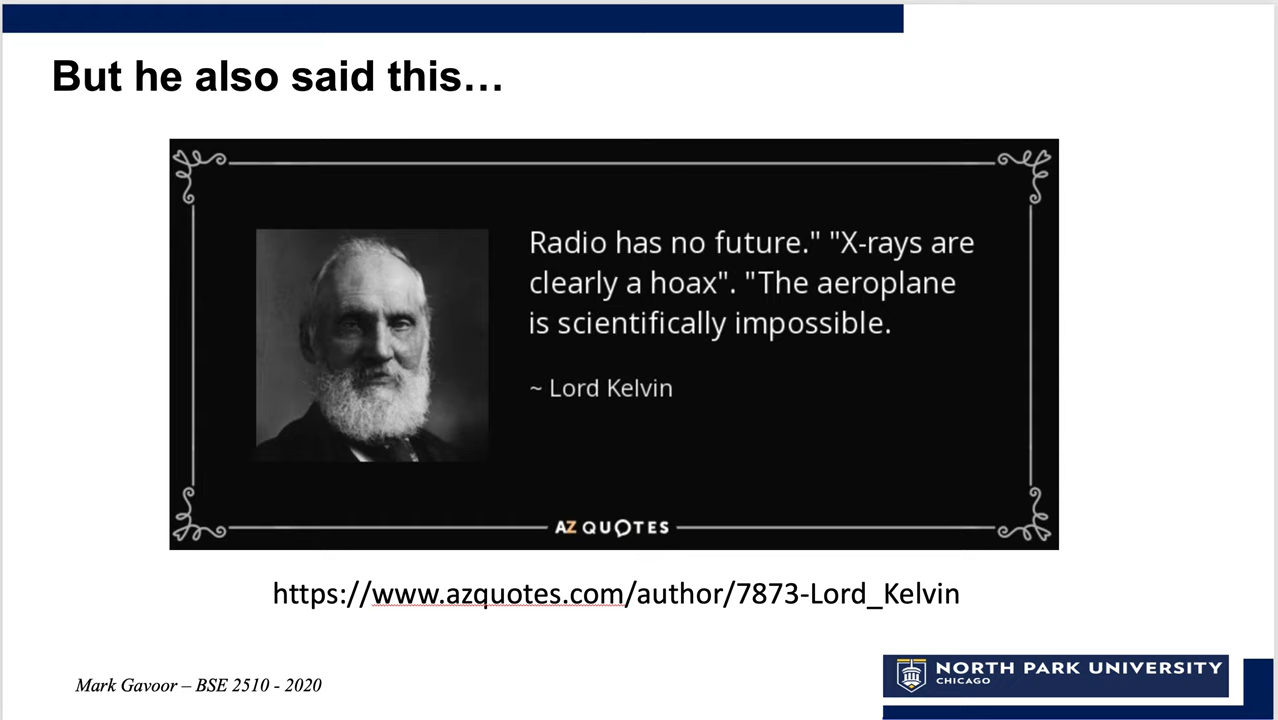 But he also said this…
Radio has no future." "X-rays are
clearly a hoax". "The aeroplane
is scientifically impossible.
~ Lord Kelvin
AZ QUOTES
https://www.azquotes.com/author/7873-Lord_Kelvin
Mark Gavoor – BSE 2510 - 2020
NORTH PARK UNIVERSITY
CHICAGO